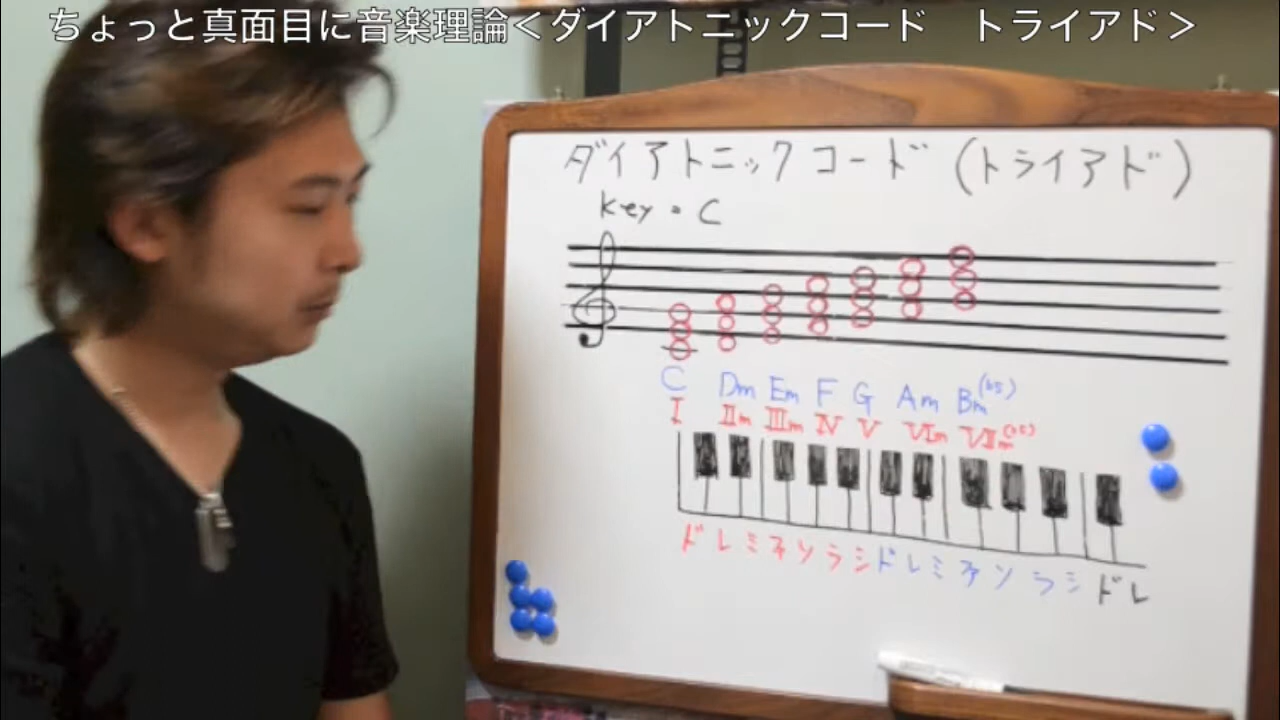 ちょっと真面目に音楽理論＜ダイアトニックコード　トライアド＞
ダイアトニックコード（トライアド）
key = C
C Dm Em F G Am Bm(b5)
I IIm IIIm IV V VIm VIIm(b5)
ドレミファソラシドレミファソラシドレ